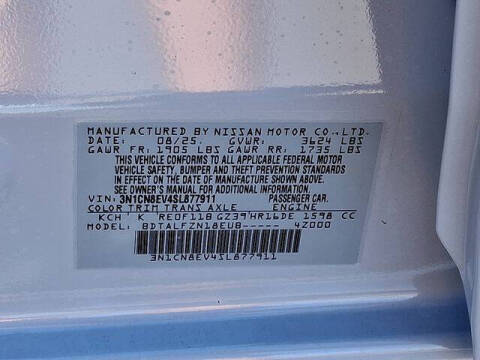 MANUFACTURED BY NISSAN MOTOR CO., LTD.
DATE: 08/25. GVWR: 3624 LBS
GAWR FR: 1905 LBS GAWR RR: 1735 LBS
THIS VEHICLE CONFORMS TO ALL APPLICABLE FEDERAL MOTOR
VEHICLE SAFETY, BUMPER AND THEFT PREVENTION STANDARDS
IN EFFECT ON THE DATE OF MANUFACTURE SHOWN ABOVE.
SEE OWNER'S MANUAL FOR ADDITIONAL INFORMATION.
VIN: 3N1CN8EV4SL877911 PASSENGER CAR
COLOR TRIM TRANS AXLE ENGINE
KCH K RE0F11B GZ39 HR16DE 1598 CC
MODEL: BDTALFZN18EUB----- 4Z000
3N1CN8EV4SL877911